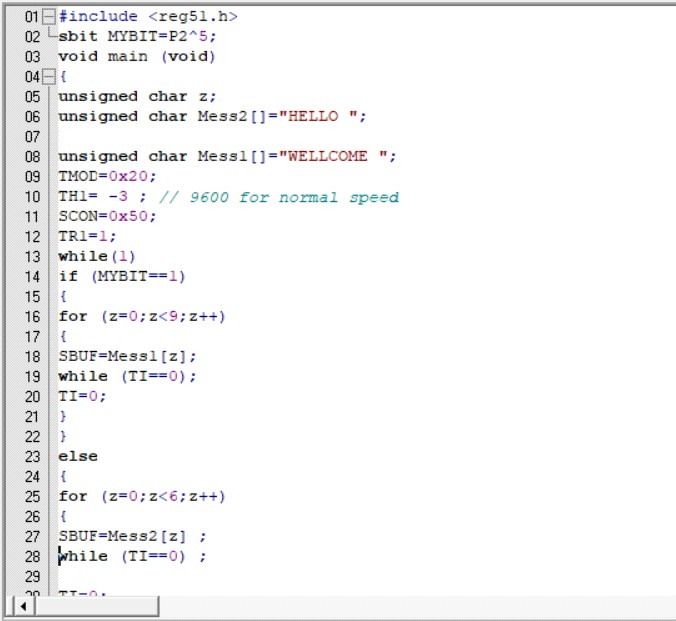 01 #include <reg51.h>
02 sbit MYBIT=P2^5;
03 void main (void)
04 {
05 unsigned char z;
06 unsigned char Mess2[]="HELLO ";
07
08 unsigned char Mess1[]="WELLCOME ";
09 TMOD=0x20;
10 TH1= -3 ; // 9600 for normal speed
11 SCON=0x50;
12 TR1=1;
13 while(1)
14 if (MYBIT==1)
15 {
16 for (z=0;z<9;z++)
17 {
18 SBUF=Mess1[z];
19 while (TI==0);
20 TI=0;
21 }
22 }
23 else
24 {
25 for (z=0;z<6;z++)
26 {
27 SBUF=Mess2[z] ;
28 while (TI==0) ;
29
30 TI=0;